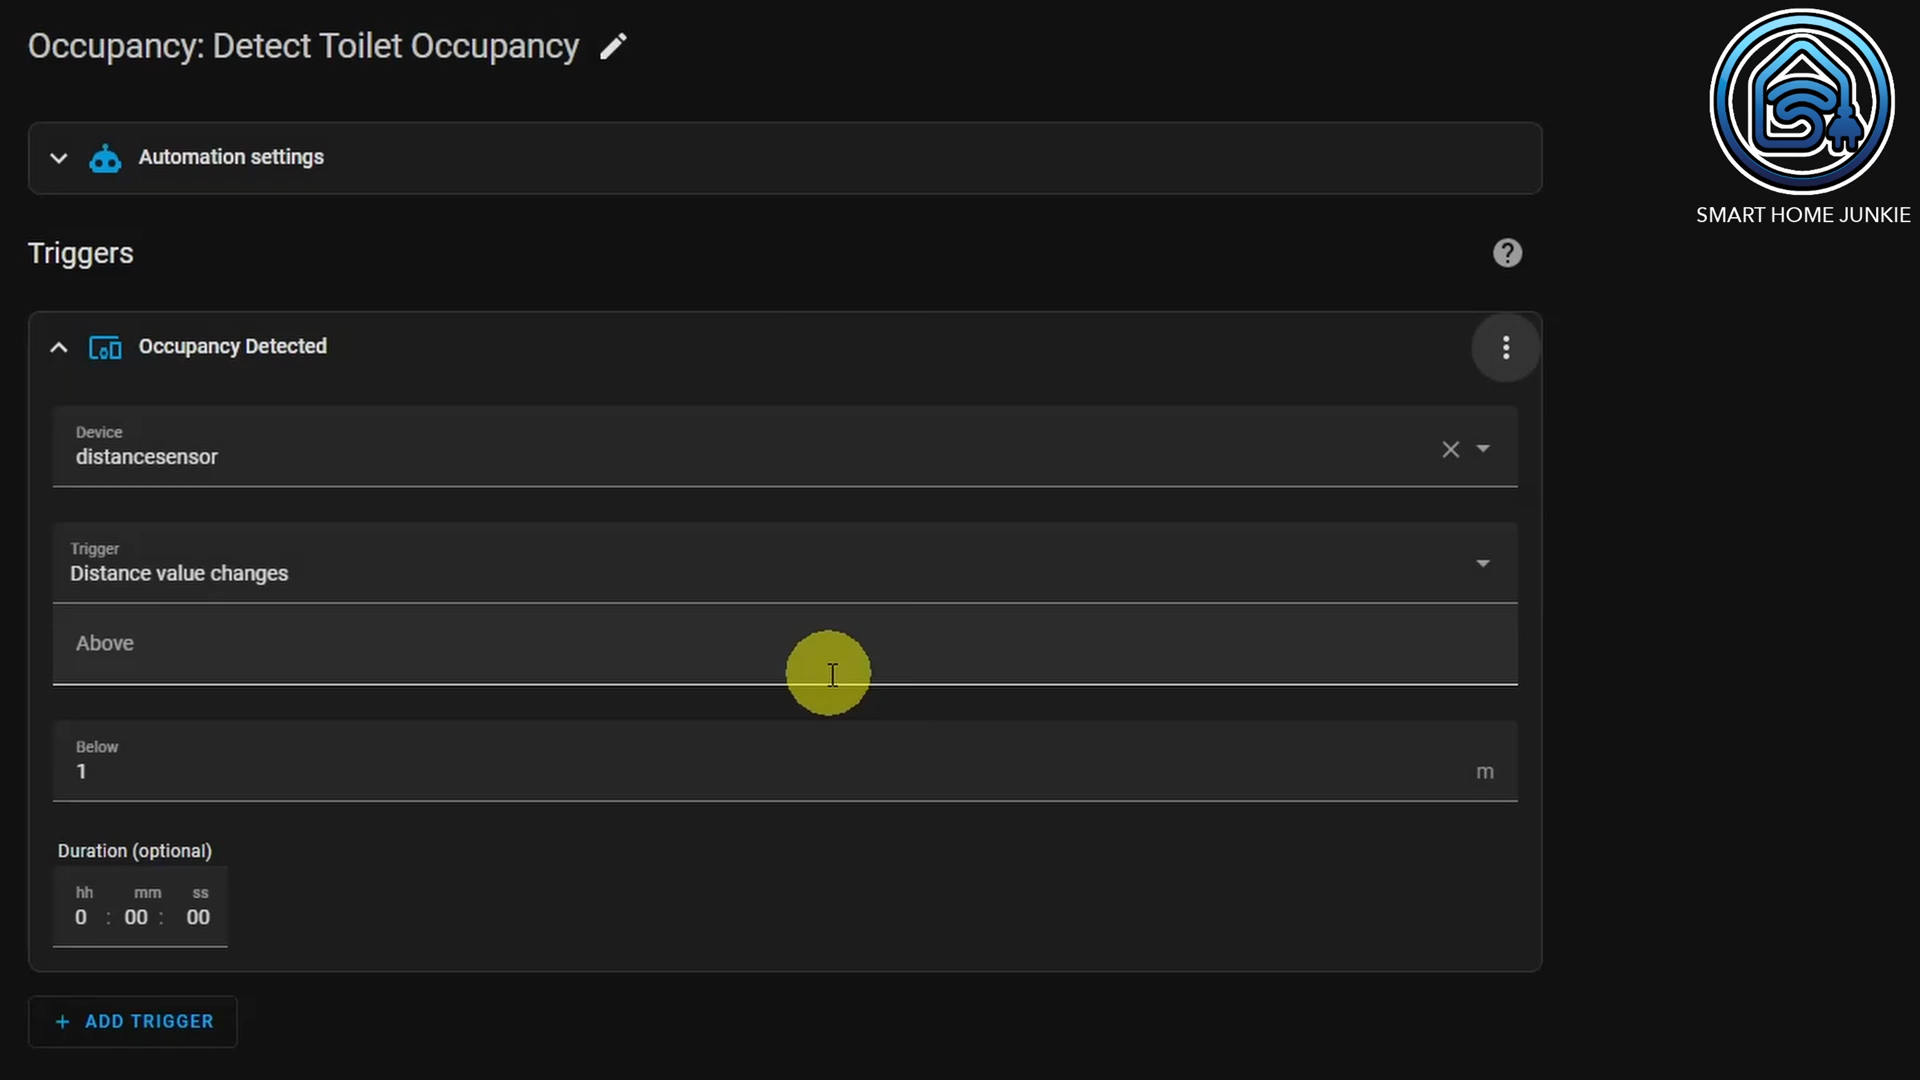 Occupancy: Detect Toilet Occupancy
Automation settings
SMART HOME JUNKIE
Triggers
Occupancy Detected
Device
distancesensor
Trigger
Distance value changes
Above
Below
1 m
Duration (optional)
hh mm ss
0 : 00 : 00
+ ADD TRIGGER